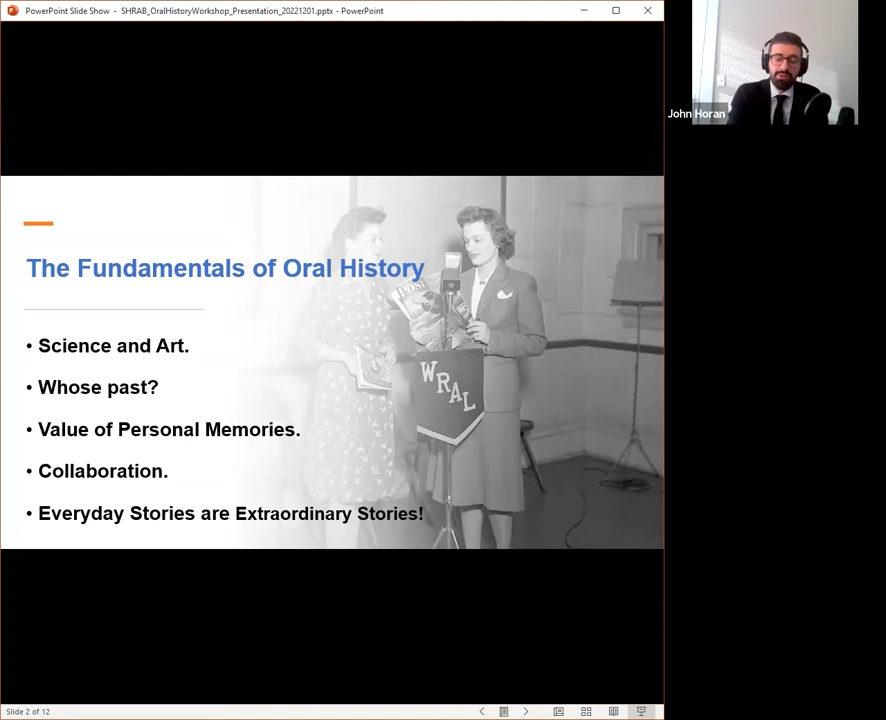 PowerPoint Slide Show - SHRAB_OralHistoryWorkshop_Presentation_20221201.pptx - PowerPoint
John Horan
The Fundamentals of Oral History
• Science and Art.
• Whose past?
• Value of Personal Memories.
• Collaboration.
• Everyday Stories are Extraordinary Stories!
POST
WRAL
Slide 2 of 12